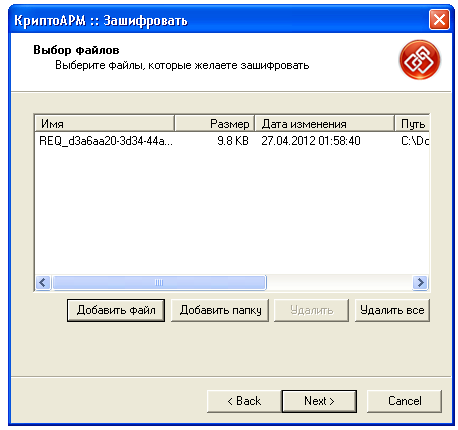 КриптоАРМ :: Зашифровать
Выбор файлов
Выберите файлы, которые желаете зашифровать
Имя Размер Дата изменения Путь
REQ_d3a6aa20-3d34-44a... 9.8 KB 27.04.2012 01:58:40 C:\Dc
Добавить файл Добавить папку Удалить Удалить все
< Back Next > Cancel